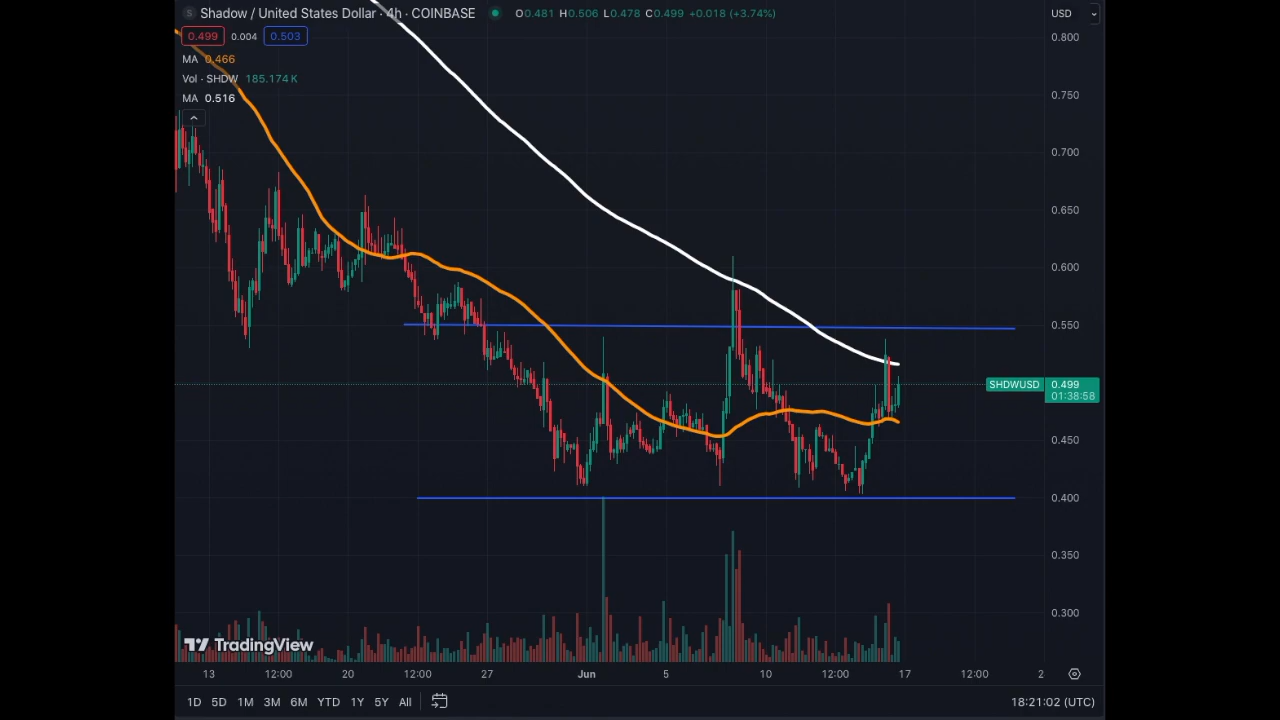 S Shadow / United States Dollar · 4h · COINBASE O0.481 H0.506 L0.478 C0.499 +0.018 (+3.74%) USD
0.499 0.004 0.503
MA 0.466
Vol · SHDW 185.174 K
MA 0.516
0.800
0.750
0.700
0.650
0.600
0.550
SHDWUSD 0.499
01:38:58
0.450
0.400
0.350
0.300
TradingView
13 12:00 20 12:00 27 Jun 5 10 12:00 17 12:00 2
1D 5D 1M 3M 6M YTD 1Y 5Y All 18:21:02 (UTC)